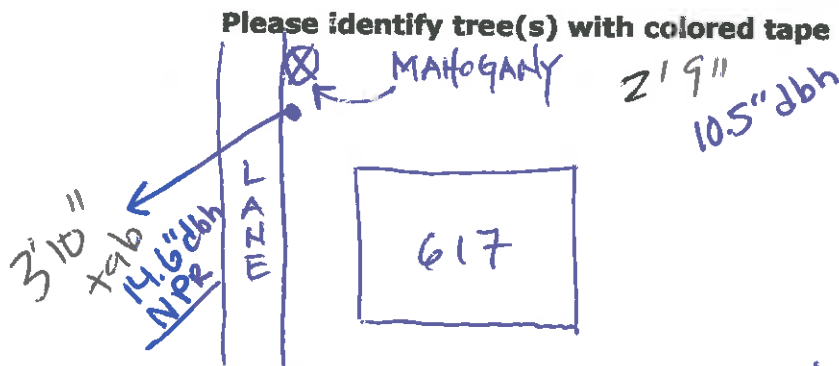 Please identify tree(s) with colored tape
MAHOGANY
2'9"
10.5" dbh
LANE
617
3'10"
14.6" dbh
NPR